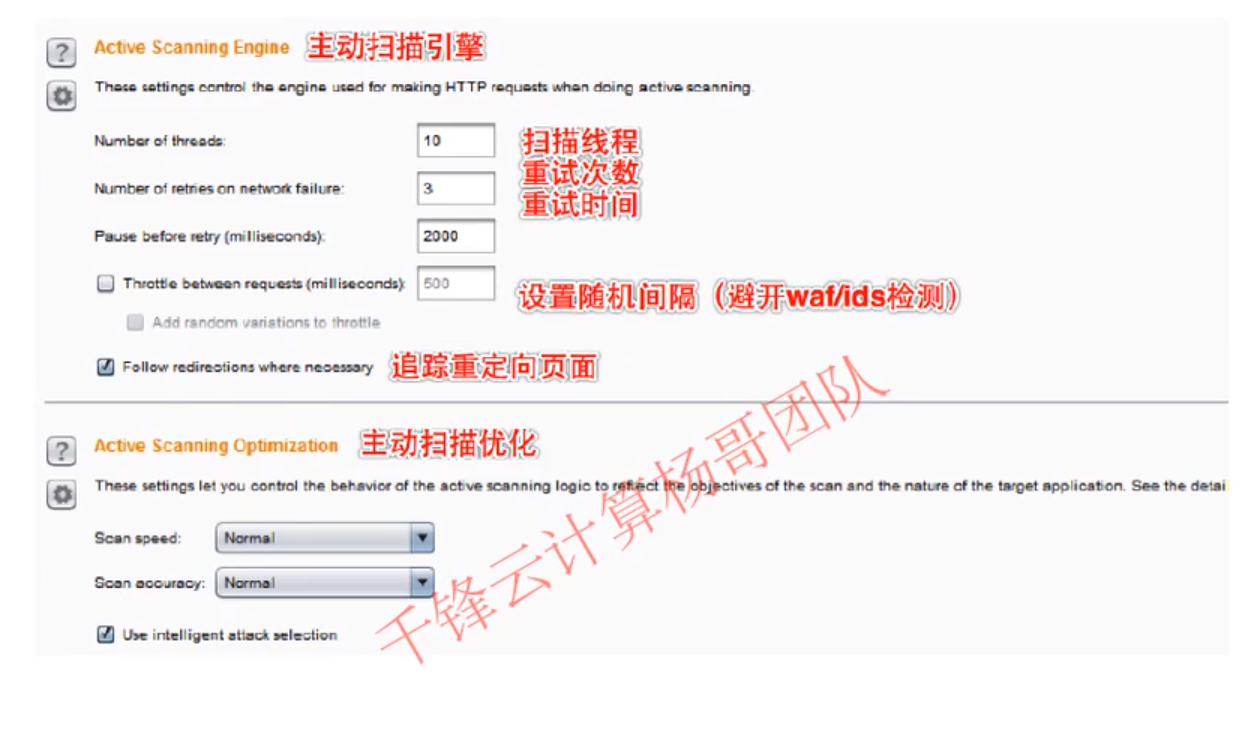 Active Scanning Engine 主动扫描引擎
These settings control the engine used for making HTTP requests when doing active scanning.
Number of threads: 10 扫描线程
重试次数
Number of retries on network failure: 3
重试时间
Pause before retry (milliseconds): 2000
Throttle between requests (milliseconds): 500 设置随机间隔（避开waf/ids检测）
Add random variations to throttle
Follow redirections where necessary 追踪重定向页面
Active Scanning Optimization 主动扫描优化
These settings let you control the behavior of the active scanning logic to reflect the objectives of the scan and the nature of the target application. See the detai
Scan speed: Normal
Scan accuracy: Normal
Use intelligent attack selection
千锋云计算杨哥团队